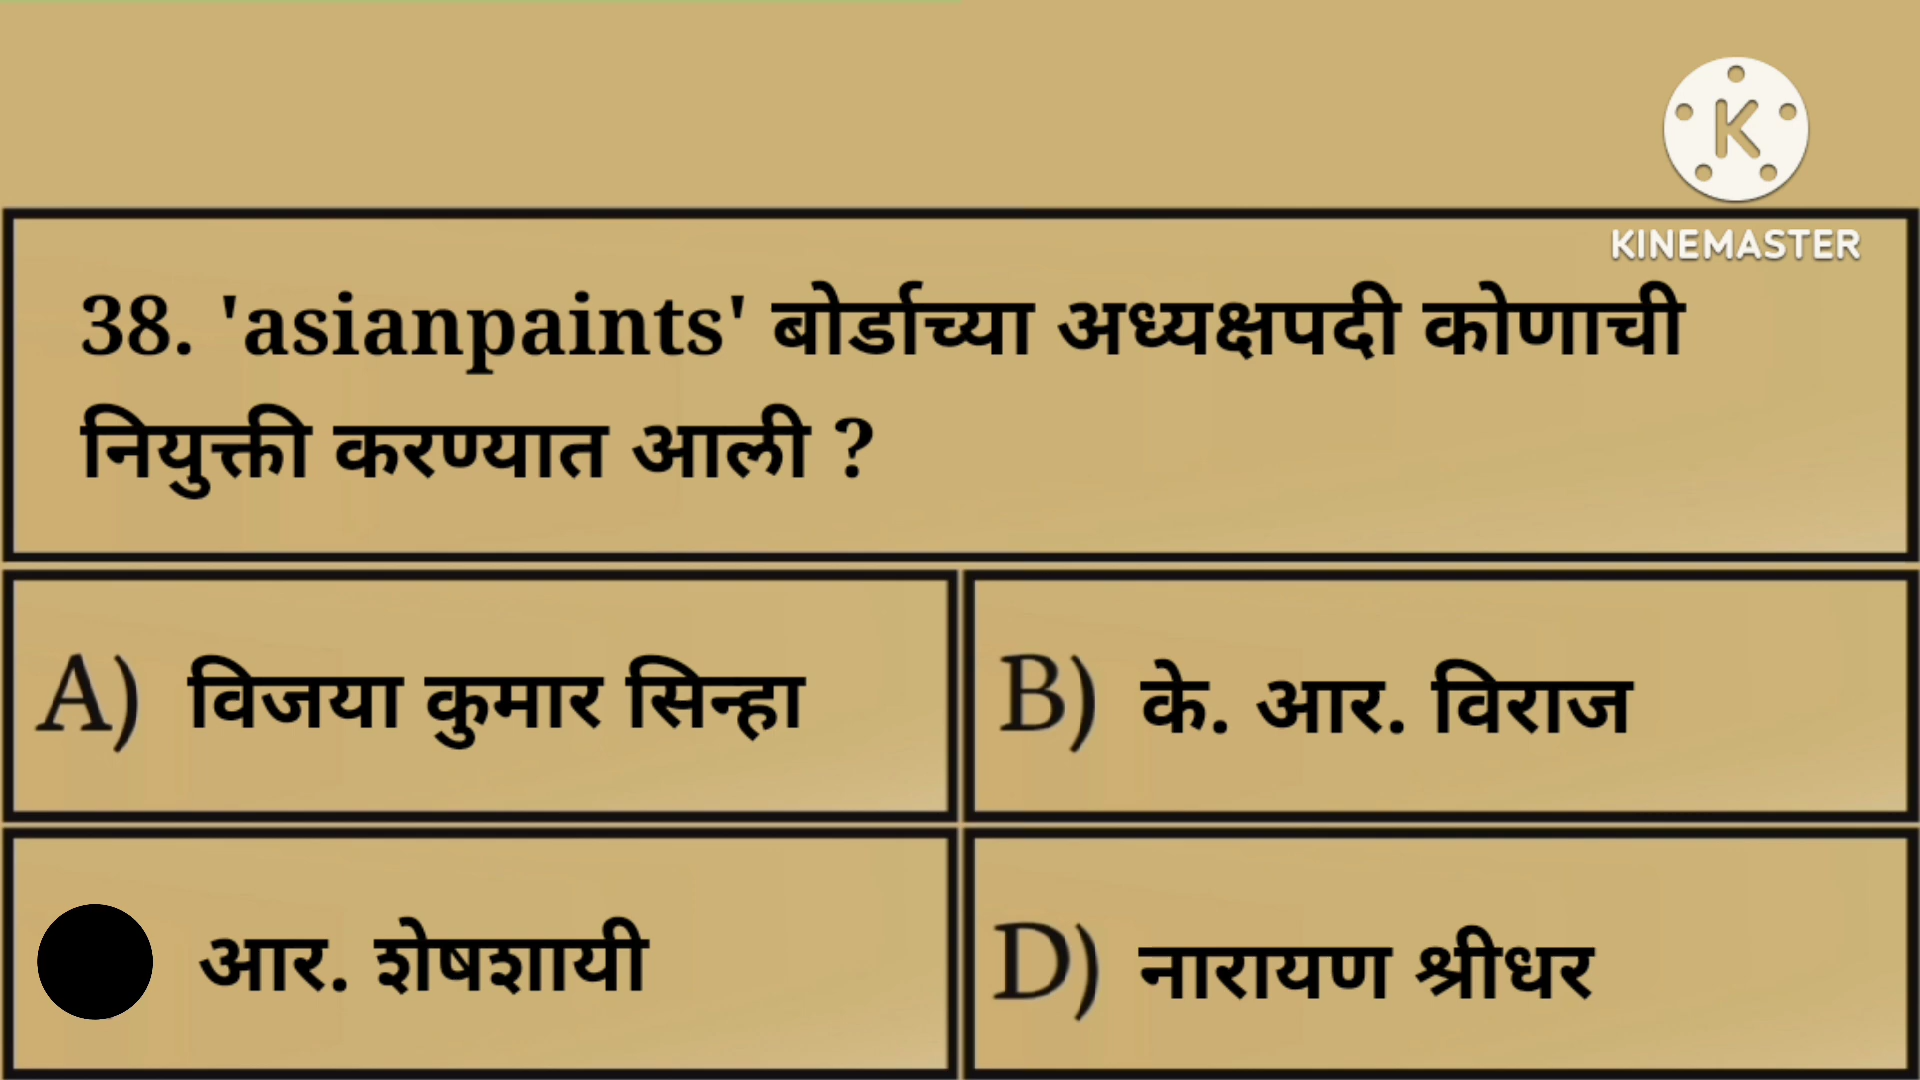 K
KINEMASTER
38. 'asianpaints' बोर्डाच्या अध्यक्षपदी कोणाची
नियुक्ती करण्यात आली ?
A) विजया कुमार सिन्हा
B) के. आर. विराज
आर. शेषशायी
D) नारायण श्रीधर